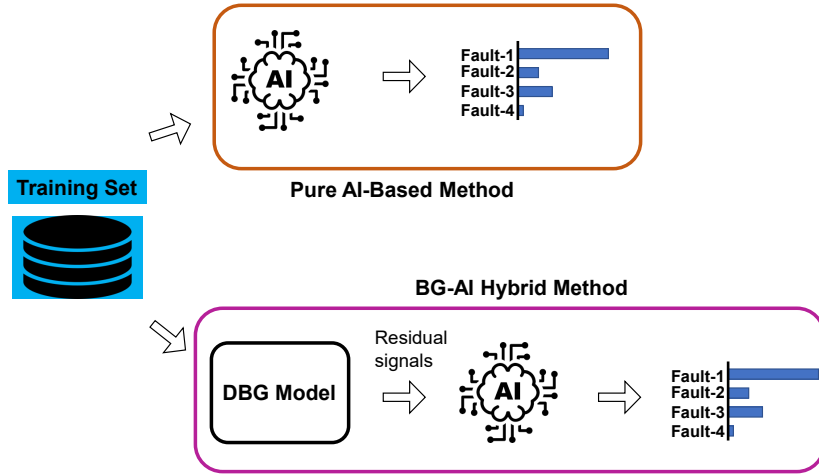 AI
Fault-1
Fault-2
Fault-3
Fault-4
Pure AI-Based Method
Training Set
BG-AI Hybrid Method
DBG Model
Residual
signals
AI
Fault-1
Fault-2
Fault-3
Fault-4